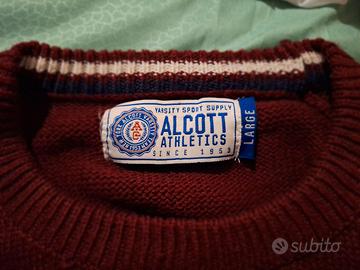 VARSITY SPORT SUPPLY
ALCOTT
ATHLETICS
SINCE 1953
LARGE
subito